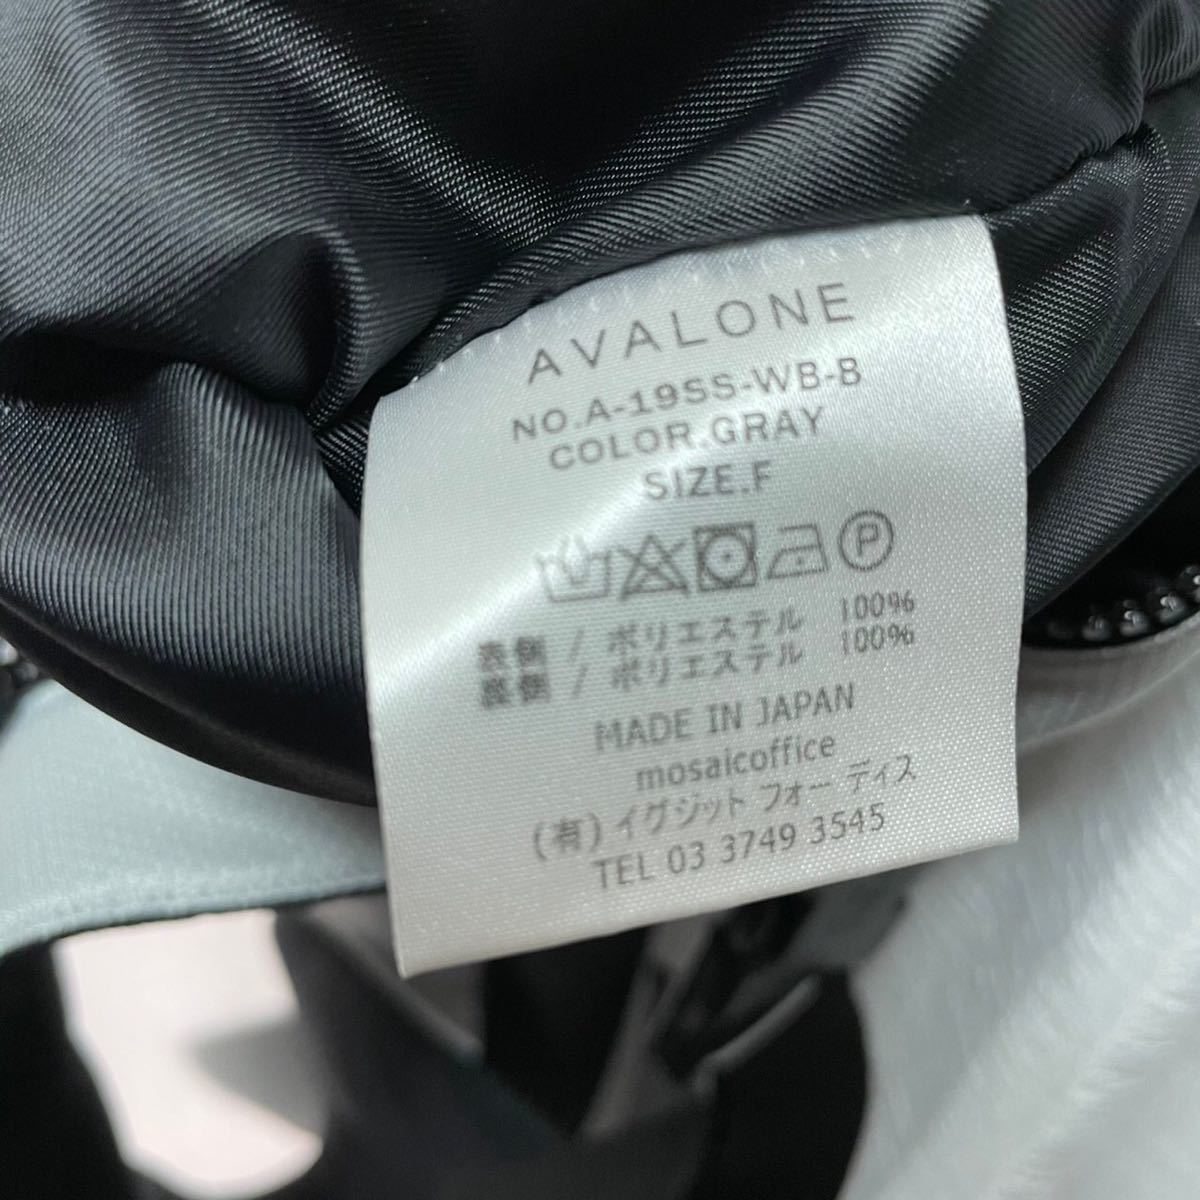 AVALONE
NO.A-19SS-WB-B
COLOR.GRAY
SIZE.F
P
表側 / ポリエステル 100%
底側 / ポリエステル 100%
MADE IN JAPAN
mosaicoffice
(有)イグジット フォー ディス
TEL 03 3749 3545